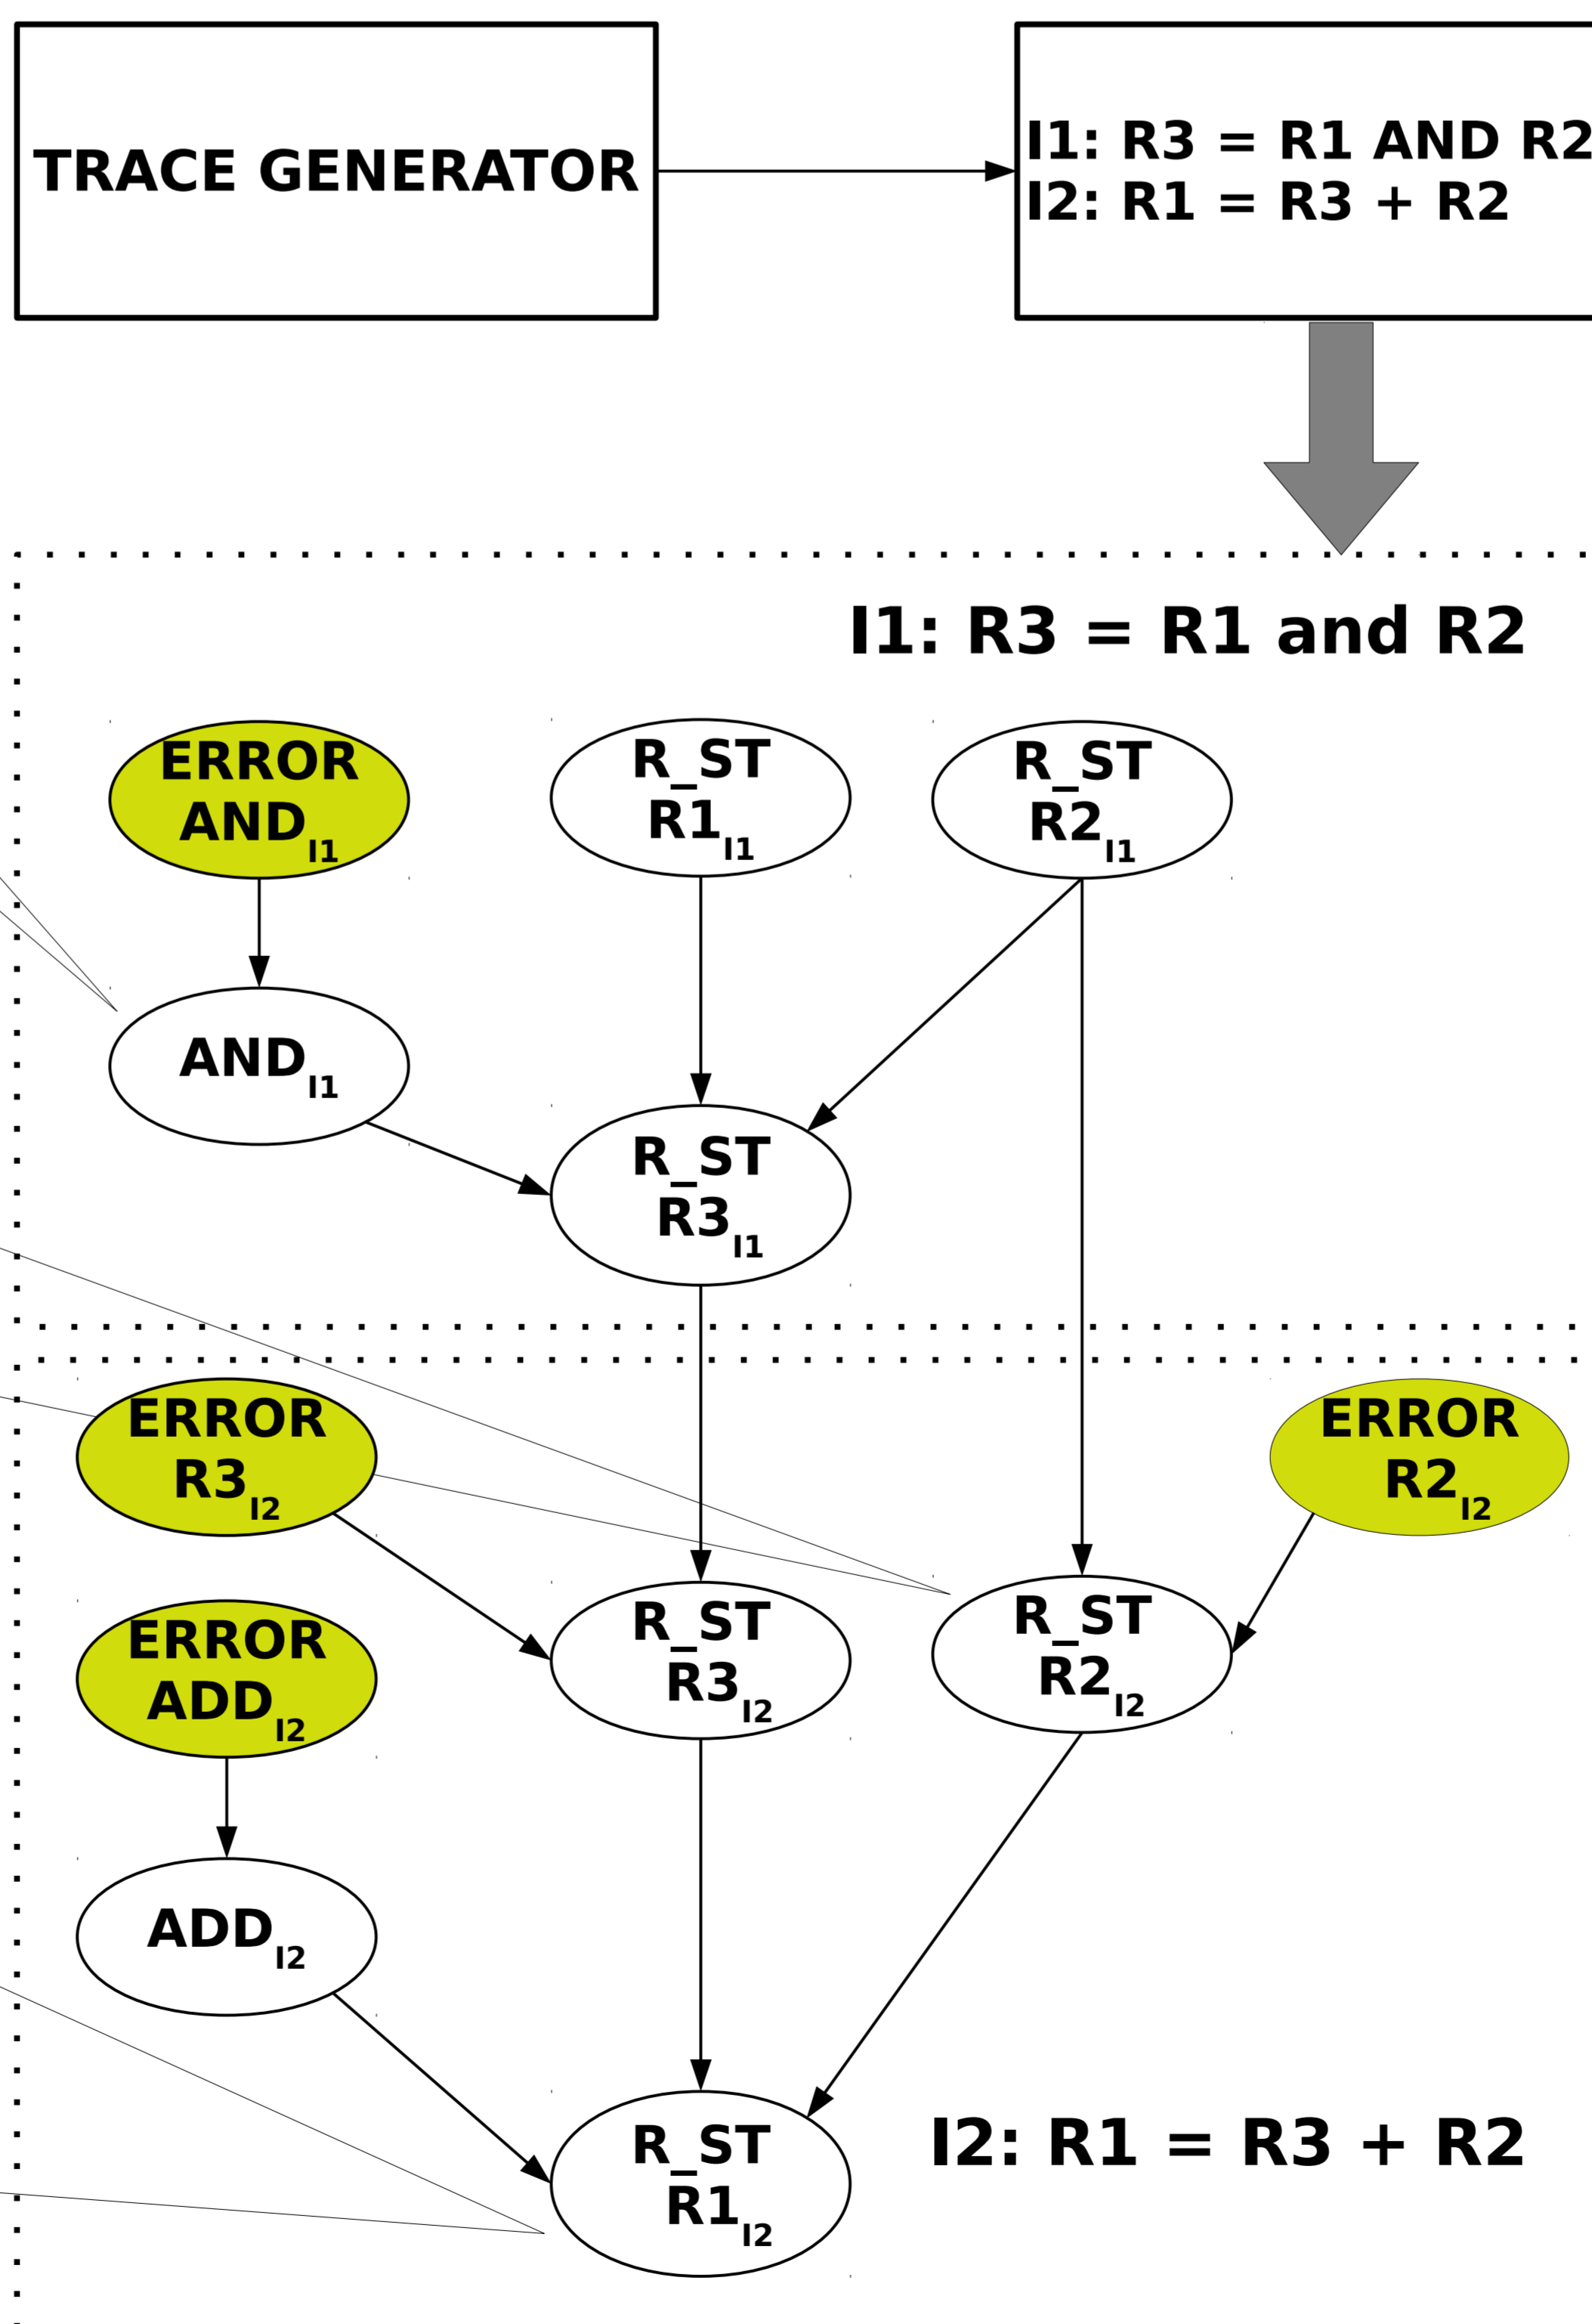 TRACE GENERATOR
I1: R3 = R1 AND R2
I2: R1 = R3 + R2
I1: R3 = R1 and R2
ERROR
AND I1
R_ST
R1 I1
R_ST
R2 I1
AND I1
R_ST
R3 I1
ERROR
R3 I2
ERROR
R2 I2
ERROR
ADD I2
R_ST
R3 I2
R_ST
R2 I2
ADD I2
R_ST
R1 I2
I2: R1 = R3 + R2